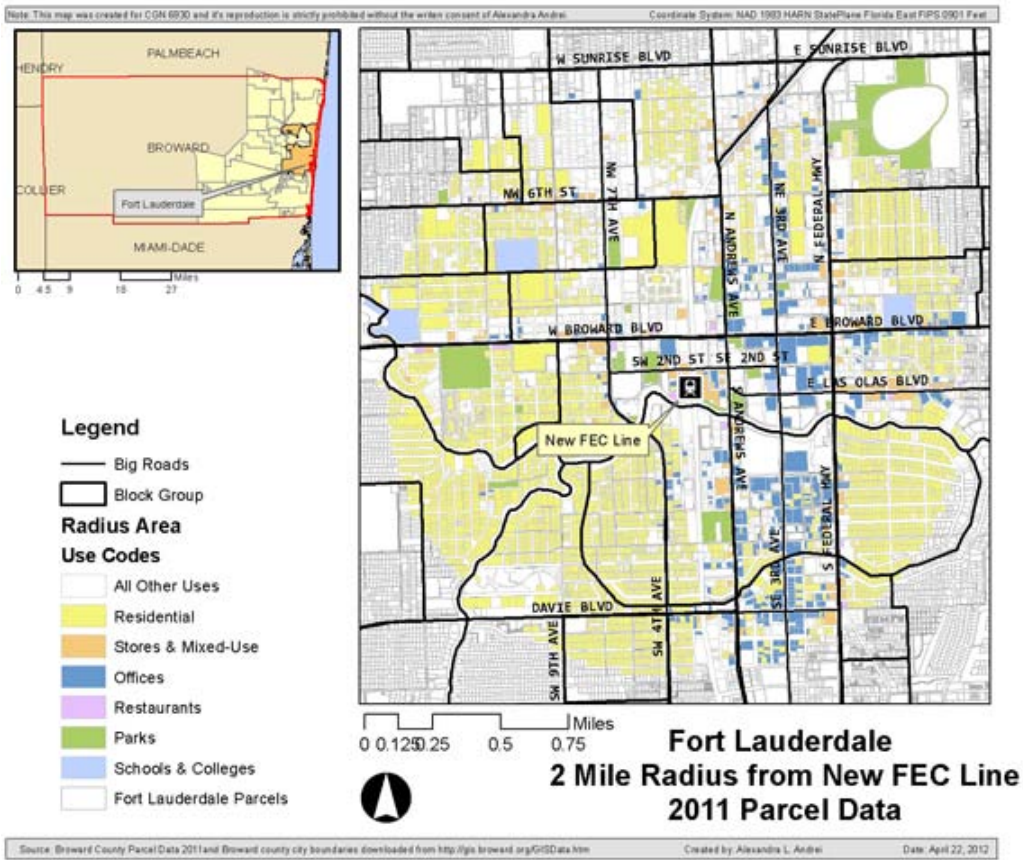 Note: This map was created for CGN 6930 and it's reproduction is strictly prohibited without the writen consent of Alexandra Andrei.
Coordinate System: NAD 1983 HARN StatePlane Florida East FIPS 0901 Feet
PALMBEACH
HENDRY
BROWARD
COLLIER
Fort Lauderdale
MIAMI-DADE
Miles
0 4.5 9 18 27
W SUNRISE BLVD
E SUNRISE BLVD
NW 6TH ST
NW 7TH AVE
N ANDREWS AVE
NE 3RD AVE
N FEDERAL HWY
W BROWARD BLVD
E BROWARD BLVD
SW 2ND ST
SE 2ND ST
E LAS OLAS BLVD
New FEC Line
S ANDREWS AVE
S FEDERAL HWY
SE 3RD AVE
DAVIE BLVD
SW 4TH AVE
SW 9TH AVE
Legend
Big Roads
Block Group
Radius Area
Use Codes
All Other Uses
Residential
Stores & Mixed-Use
Offices
Restaurants
Parks
Schools & Colleges
Fort Lauderdale Parcels
Miles
0 0.125 0.25 0.5 0.75
Fort Lauderdale
2 Mile Radius from New FEC Line
2011 Parcel Data
Source: Broward County Parcel Data 2011 and Broward county city boundaries downloaded from http://gis.broward.org/GISData.htm
Created by: Alexandra L. Andrei
Date: April 22, 2012